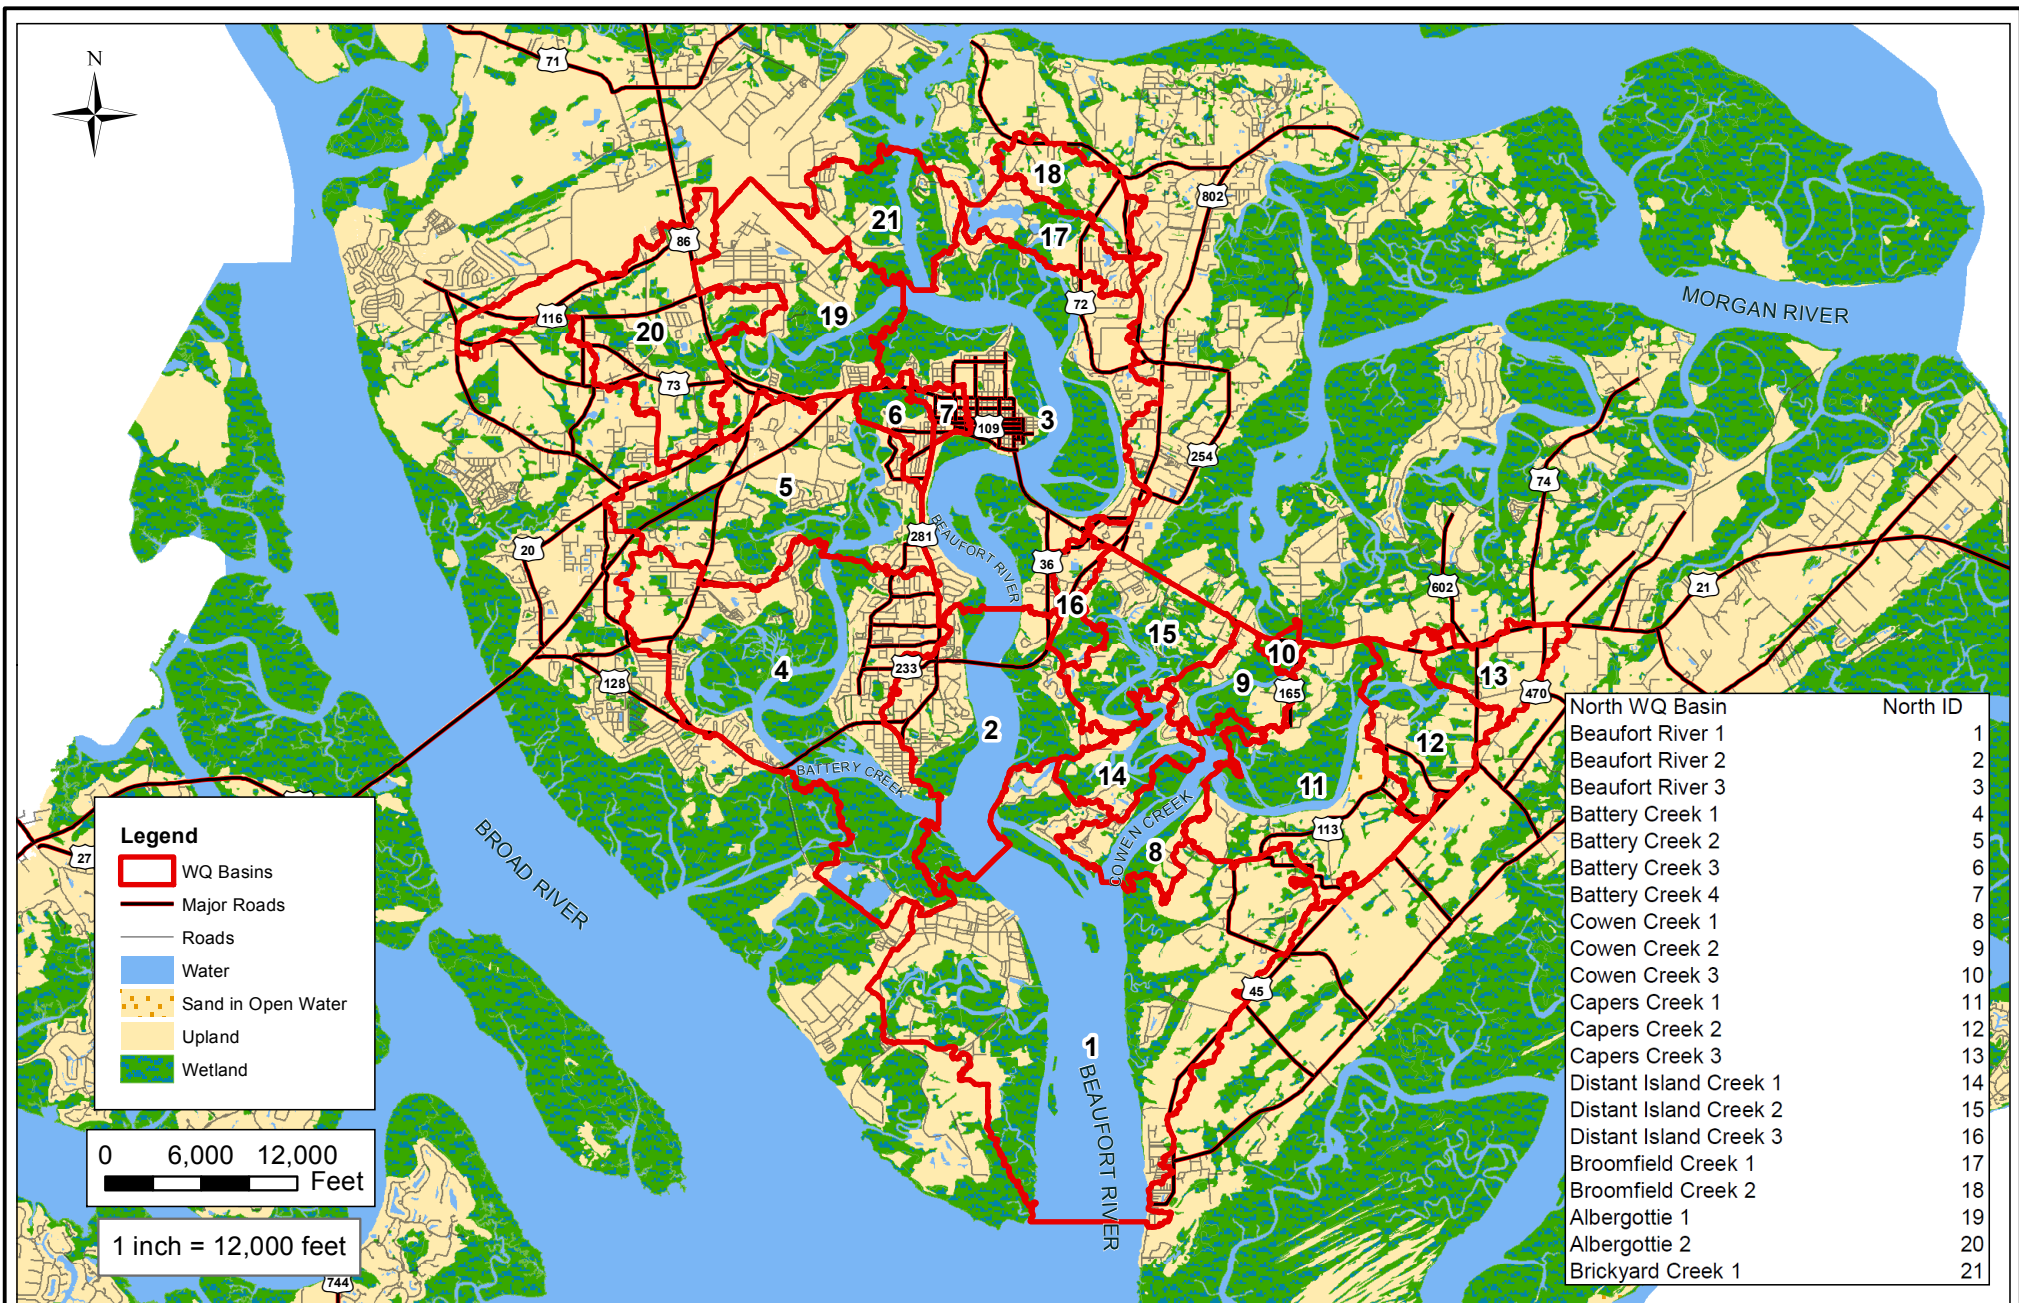 N
71
18
802
21
17
86
72
116
19
20
MORGAN RIVER
73
6
7
109
3
254
74
5
281
BEAUFORT RIVER
20
36
602
21
16
15
10
13
4
233
128
9
165
470
2
12
14
11
BATTERY CREEK
COWEN CREEK
113
8
BROAD RIVER
27
45
1
BEAUFORT RIVER
744
Legend
WQ Basins
Major Roads
Roads
Water
Sand in Open Water
Upland
Wetland
0 6,000 12,000
Feet
1 inch = 12,000 feet
North WQ Basin North ID
Beaufort River 1 1
Beaufort River 2 2
Beaufort River 3 3
Battery Creek 1 4
Battery Creek 2 5
Battery Creek 3 6
Battery Creek 4 7
Cowen Creek 1 8
Cowen Creek 2 9
Cowen Creek 3 10
Capers Creek 1 11
Capers Creek 2 12
Capers Creek 3 13
Distant Island Creek 1 14
Distant Island Creek 2 15
Distant Island Creek 3 16
Broomfield Creek 1 17
Broomfield Creek 2 18
Albergottie 1 19
Albergottie 2 20
Brickyard Creek 1 21